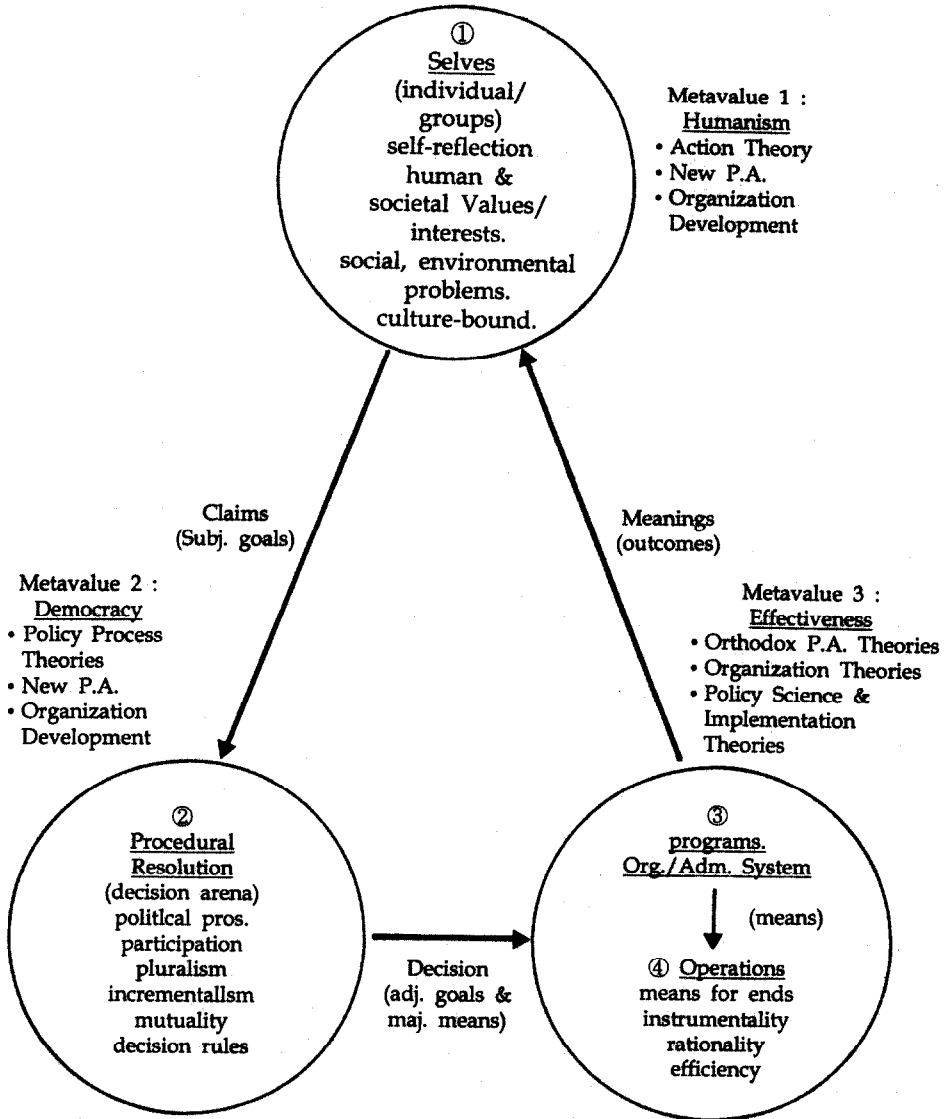 ①
Selves
(individual/
groups)
self-reflection
human &
societal Values/
interests.
social, environmental
problems.
culture-bound.
Metavalue 1 :
Humanism
• Action Theory
• New P.A.
• Organization
Development
Claims
(Subj. goals)
Meanings
(outcomes)
Metavalue 2 :
Democracy
• Policy Process
Theories
• New P.A.
• Organization
Development
Metavalue 3 :
Effectiveness
• Orthodox P.A. Theories
• Organization Theories
• Policy Science &
Implementation
Theories
②
Procedural
Resolution
(decision arena)
politlcal pros.
participation
pluralism
incrementallsm
mutuality
decision rules
Decision
(adj. goals &
maj. means)
③
programs.
Org./Adm. System
(means)
④ Operations
means for ends
instrumentality
rationality
efficiency